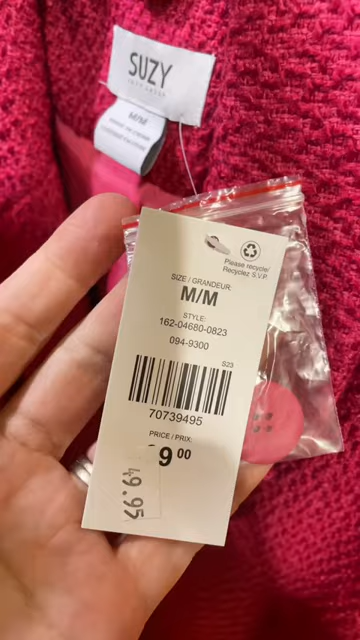 SUZY
M/M
Please recycle/
Recyclez S.V.P.
SIZE / GRANDEUR:
M/M
STYLE:
162-04680-0823
094-9300
S23
70739495
PRICE / PRIX:
9 00
49.95